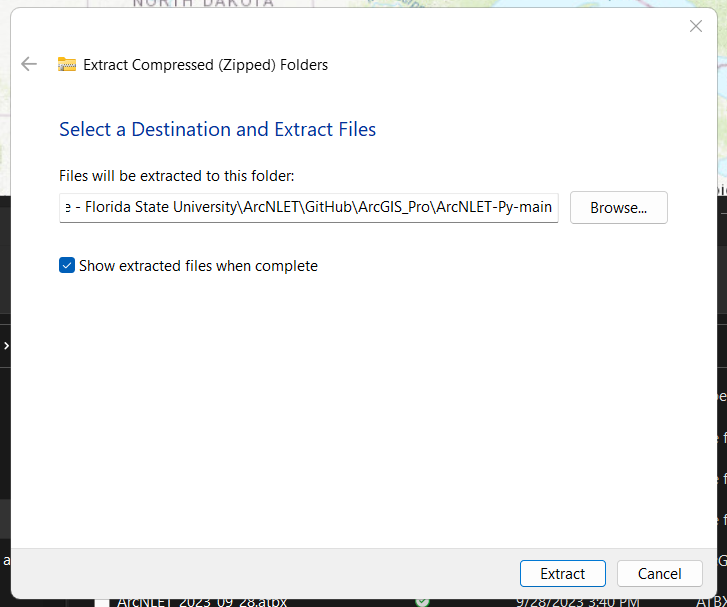 NORTH DAKOTA
Extract Compressed (Zipped) Folders
Select a Destination and Extract Files
Files will be extracted to this folder:
e - Florida State University\ArcNLET\GitHub\ArcGIS_Pro\ArcNLET-Py-main
Browse...
Show extracted files when complete
Extract
Cancel
ArcNLET_2023_09_28.atbx 9/28/2023 3:40 PM ATBX